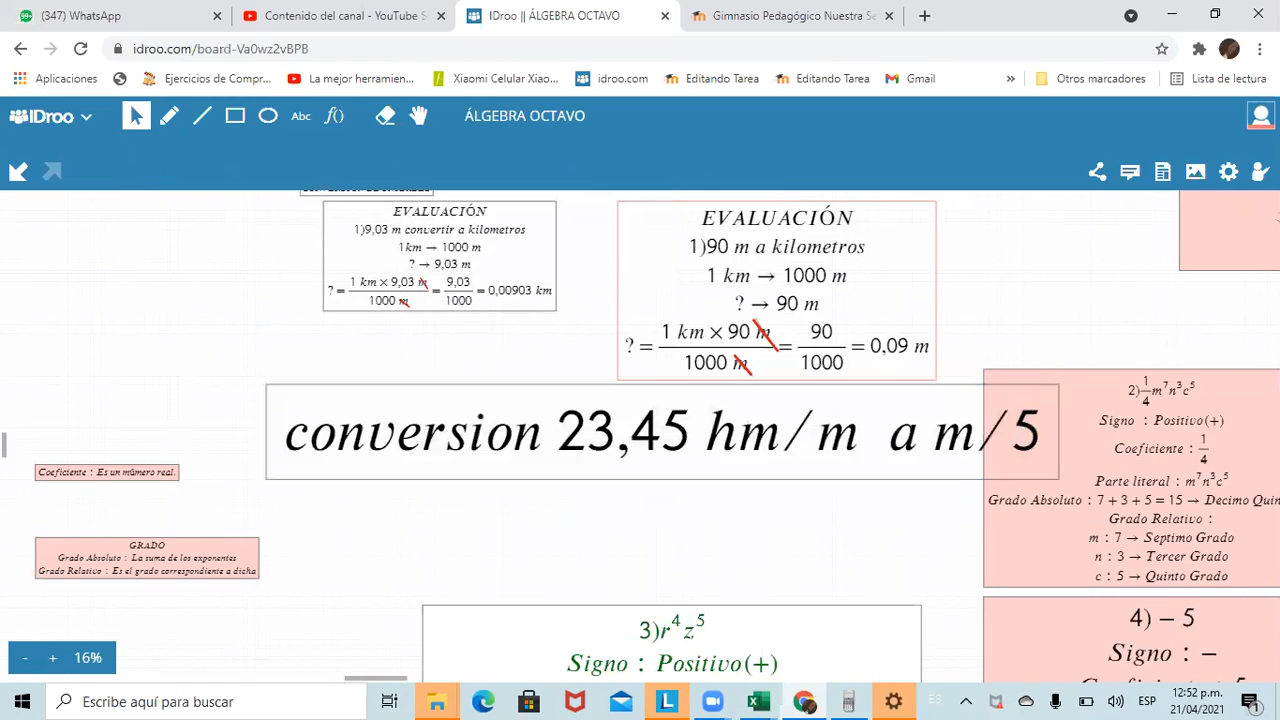 (347) WhatsApp
Contenido del canal - YouTube S
IDroo || ÁLGEBRA OCTAVO
Gimnasio Pedagógico Nuestra Se
idroo.com/board-Va0wz2vBPB
Aplicaciones
Ejercicios de Compr...
La mejor herramien...
Xiaomi Celular Xiao...
idroo.com
Editando Tarea
Editando Tarea
Gmail
»
Otros marcadores
Lista de lectura
IDroo
Abc
f()
ÁLGEBRA OCTAVO
EVALUACIÓN
1)9,03 m convertir a kilometros
1km → 1000 m
? → 9,03 m
? = 1 km × 9,03 m / 1000 m = 9,03 / 1000 = 0,00903 km
EVALUACIÓN
1)90 m a kilometros
1 km → 1000 m
? → 90 m
? = 1 km × 90 m / 1000 m = 90 / 1000 = 0,09 m
conversion 23,45 hm/m a m/5
Coeficiente : Es un número real.
GRADO
Grado Absoluto : La suma de los exponentes
Grado Relativo : Es el grado correspondiente a dicha
2) 1/4 m⁷n³c⁵
Signo : Positivo(+)
Coeficiente : 1/4
Parte literal : m⁷n³c⁵
Grado Absoluto : 7 + 3 + 5 = 15 → Decimo Quin
Grado Relativo :
m : 7 → Septimo Grado
n : 3 → Tercer Grado
c : 5 → Quinto Grado
3)r⁴z⁵
Signo : Positivo(+)
4) − 5
Signo : −
- + 16%
Escribe aquí para buscar
L
ESP
12:52 p.m.
21/04/2021
1